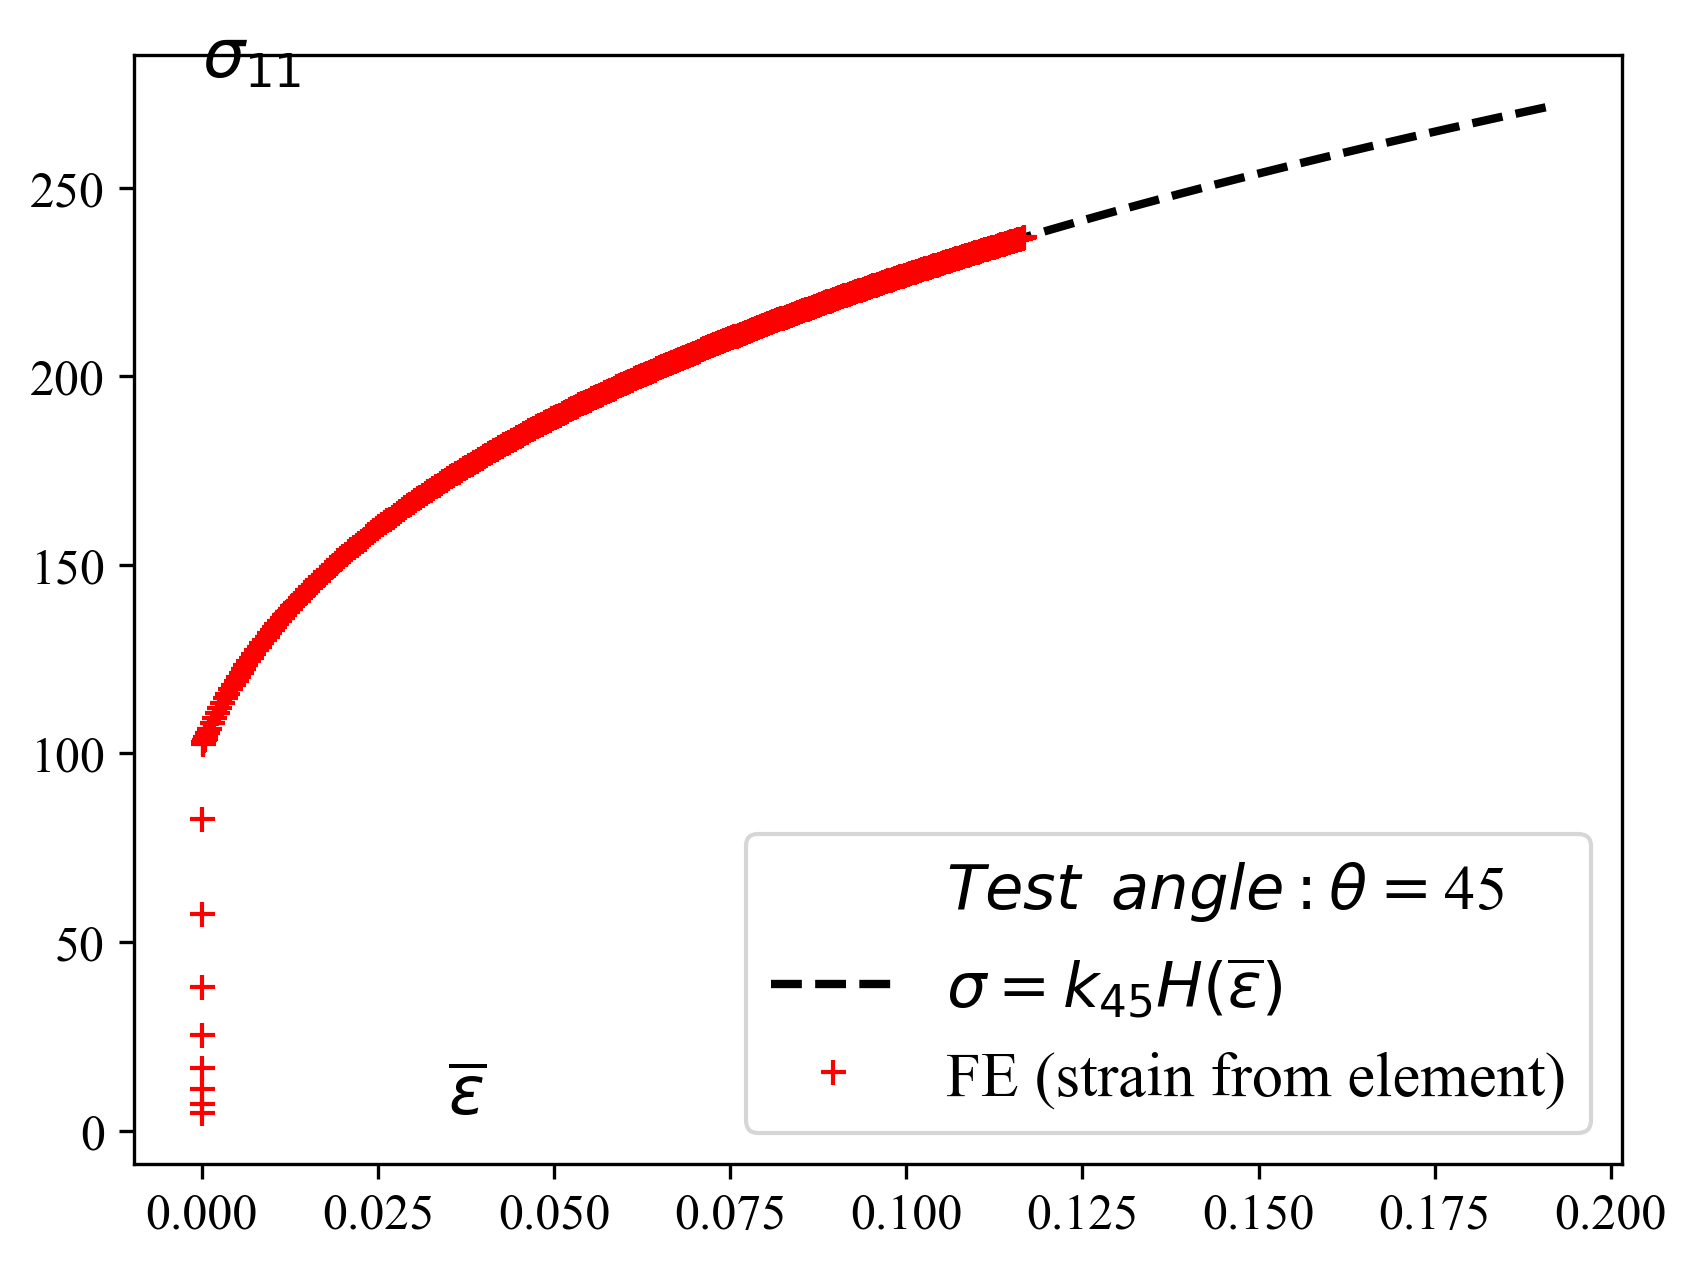 σ₁₁
250
200
150
100
50
0
ε̅
Test angle: θ = 45
σ = k₄₅H(ε̅)
FE (strain from element)
0.000 0.025 0.050 0.075 0.100 0.125 0.150 0.175 0.200